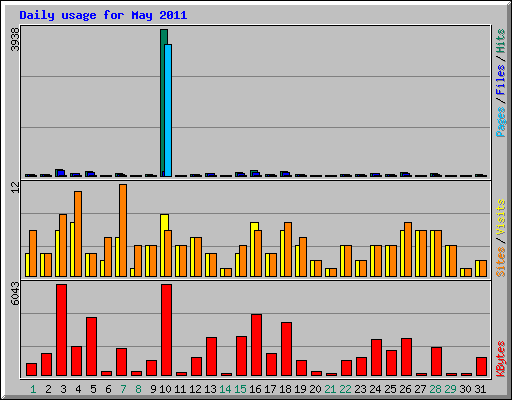 Daily usage for May 2011
3938
Pages / Files / Hits
12
Sites / Visits
6043
KBytes
1 2 3 4 5 6 7 8 9 10 11 12 13 14 15 16 17 18 19 20 21 22 23 24 25 26 27 28 29 30 31